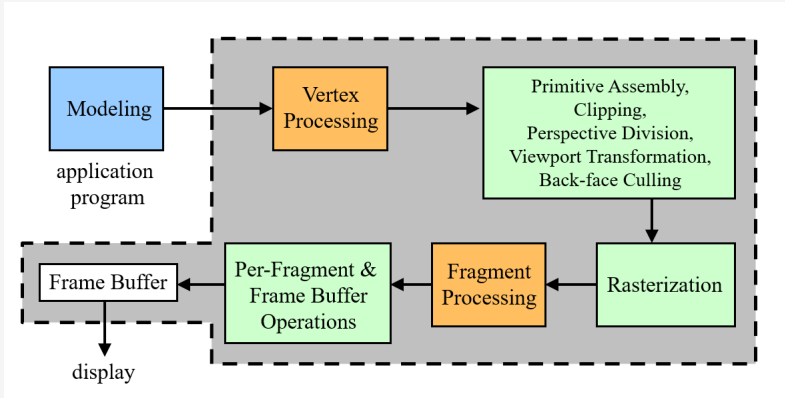 Modeling
application
program
Vertex
Processing
Primitive Assembly,
Clipping,
Perspective Division,
Viewport Transformation,
Back-face Culling
Rasterization
Fragment
Processing
Per-Fragment &
Frame Buffer
Operations
Frame Buffer
display